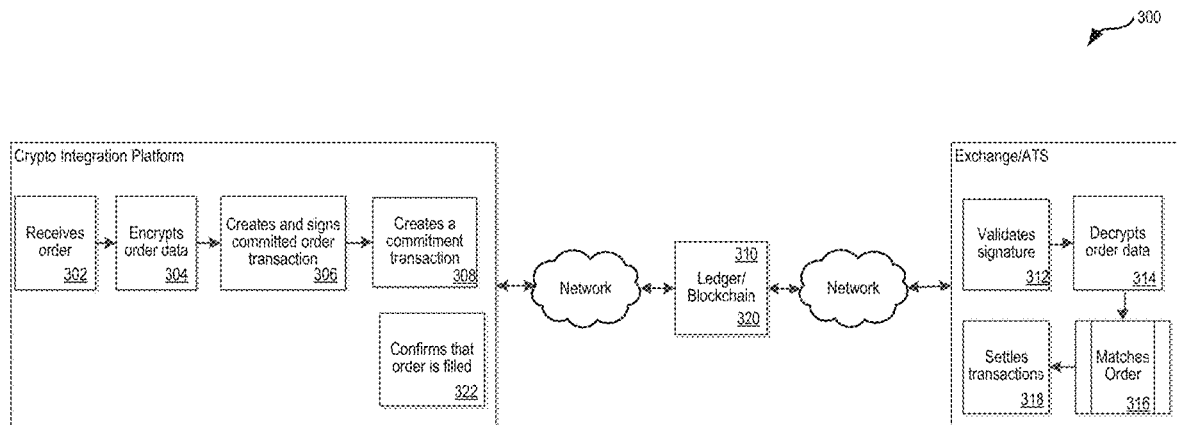 300
Crypto Integration Platform
Receives
order
302
Encrypts
order data
304
Creates and signs
committed order
transaction
306
Creates a
commitment
transaction
308
Confirms that
order is filled
322
Network
310
Ledger/
Blockchain
320
Network
Exchange/ATS
Validates
signature
312
Decrypts
order data
314
Settles
transactions
318
Matches
Order
316